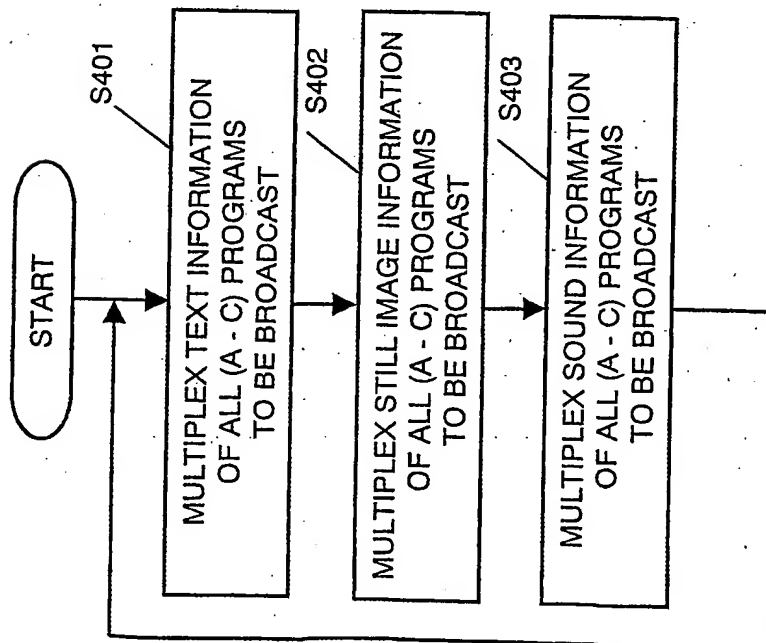 START
S401
MULTIPLEX TEXT INFORMATION
OF ALL (A - C) PROGRAMS
TO BE BROADCAST
S402
MULTIPLEX STILL IMAGE INFORMATION
OF ALL (A - C) PROGRAMS
TO BE BROADCAST
S403
MULTIPLEX SOUND INFORMATION
OF ALL (A - C) PROGRAMS
TO BE BROADCAST